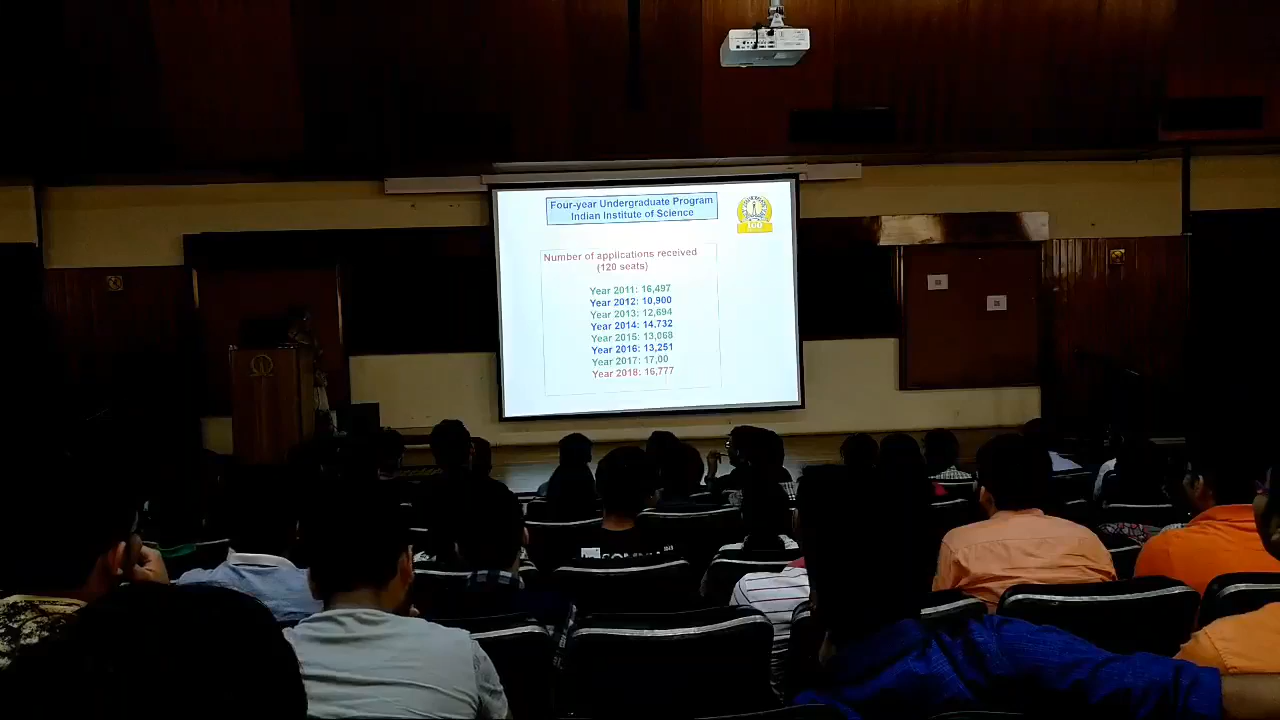 Four-year Undergraduate Program
Indian Institute of Science
100
Number of applications received
(120 seats)
Year 2011: 16,497
Year 2012: 10,900
Year 2013: 12,694
Year 2014: 14,732
Year 2015: 13,068
Year 2016: 13,251
Year 2017: 17,00
Year 2018: 16,777